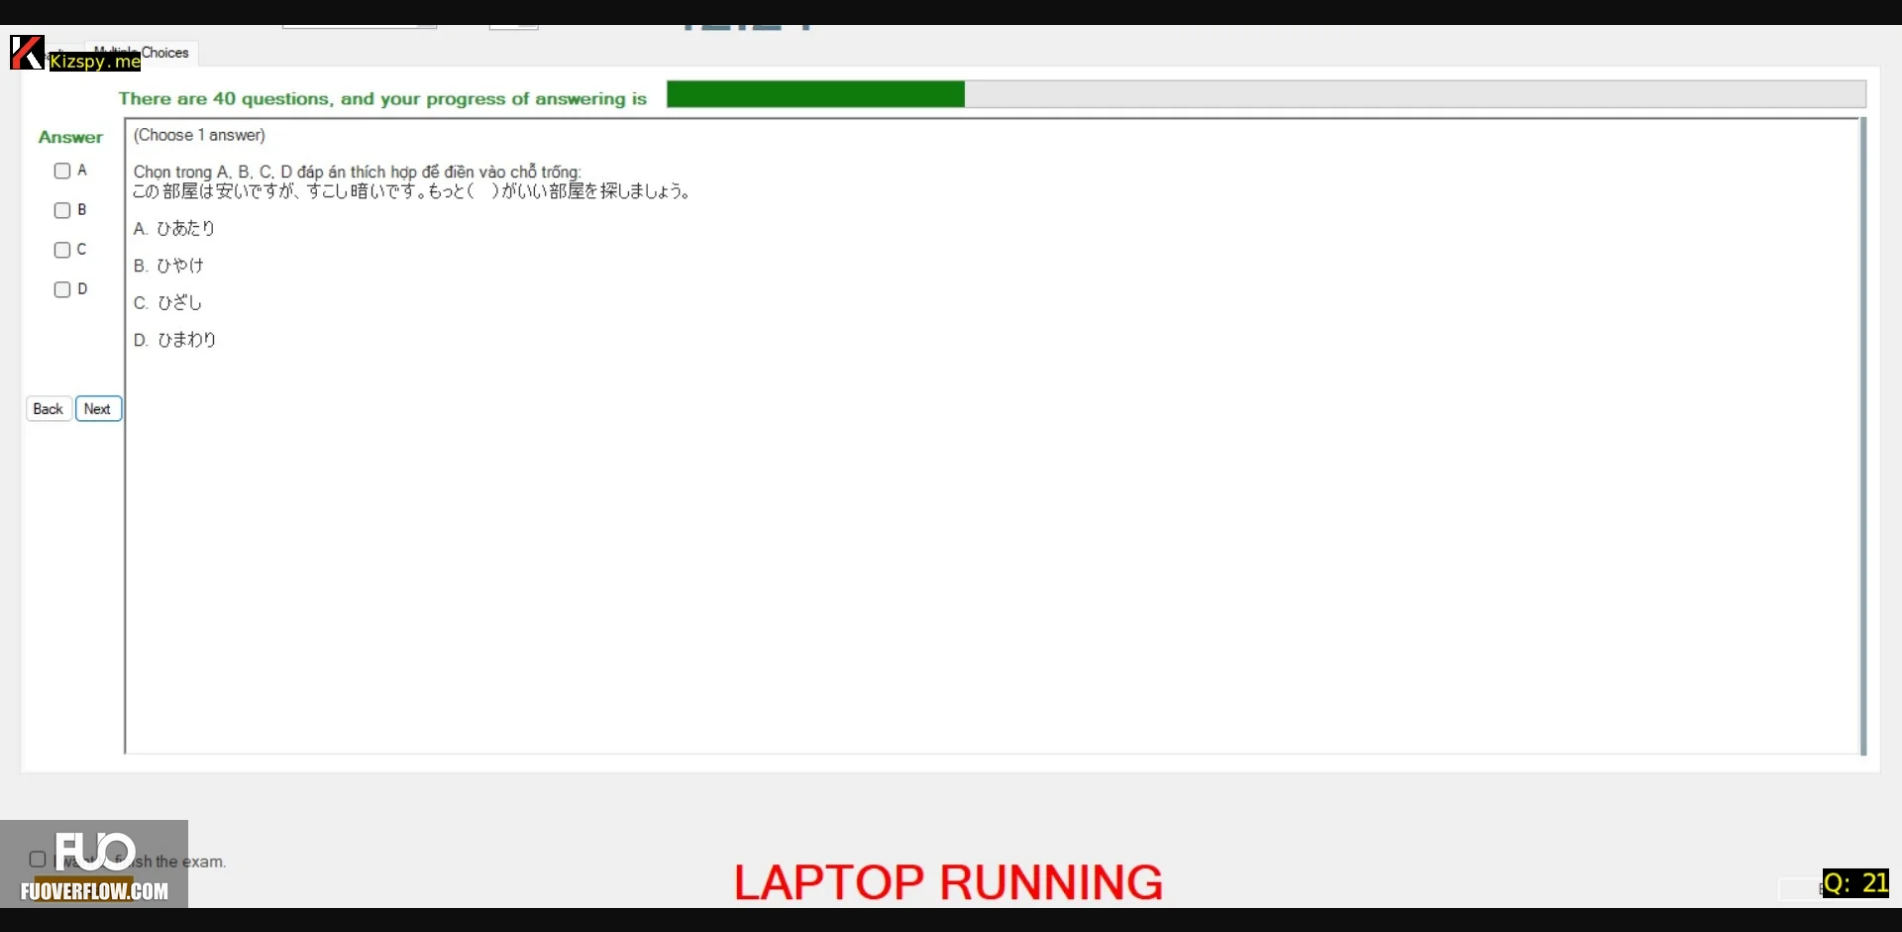 Multiple Choices
Kizspy.me
There are 40 questions, and your progress of answering is
Answer
(Choose 1 answer)
A
B
C
D
Chọn trong A, B, C, D đáp án thích hợp để điền vào chỗ trống:
この部屋は安いですが、すこし暗いです。もっと(　)がいい部屋を探しましょう。
A. ひあたり
B. ひやけ
C. ひざし
D. ひまわり
Back Next
FUO
finish the exam.
FUOVERFLOW.COM
LAPTOP RUNNING
Q: 21